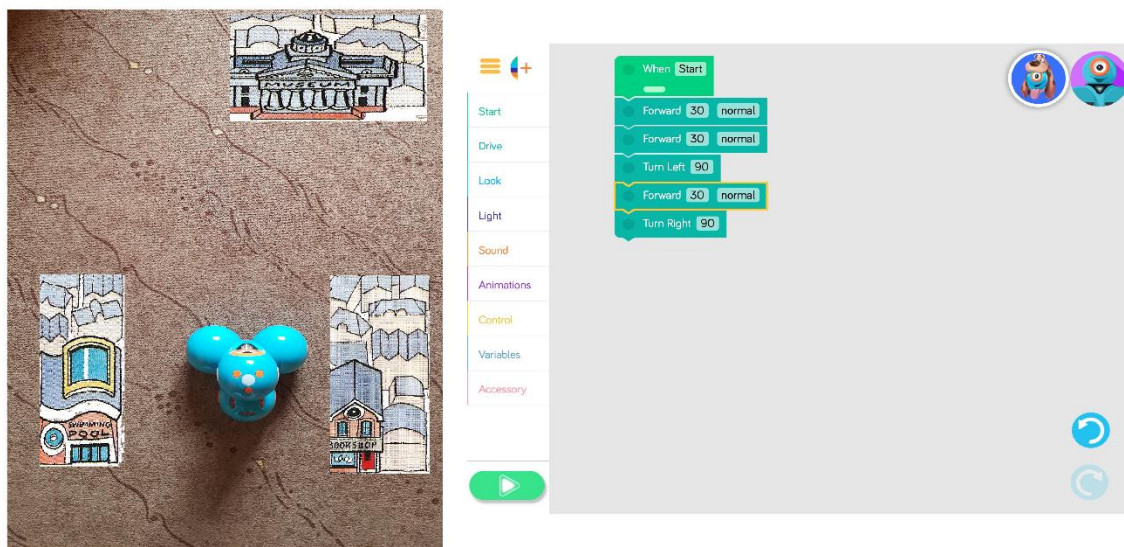 MUSEUM
SWIMMING
POOL
BOOKSHOP
When Start
Forward 30 normal
Forward 30 normal
Turn Left 90
Forward 30 normal
Turn Right 90
Start
Drive
Look
Light
Sound
Animations
Control
Variables
Accessory